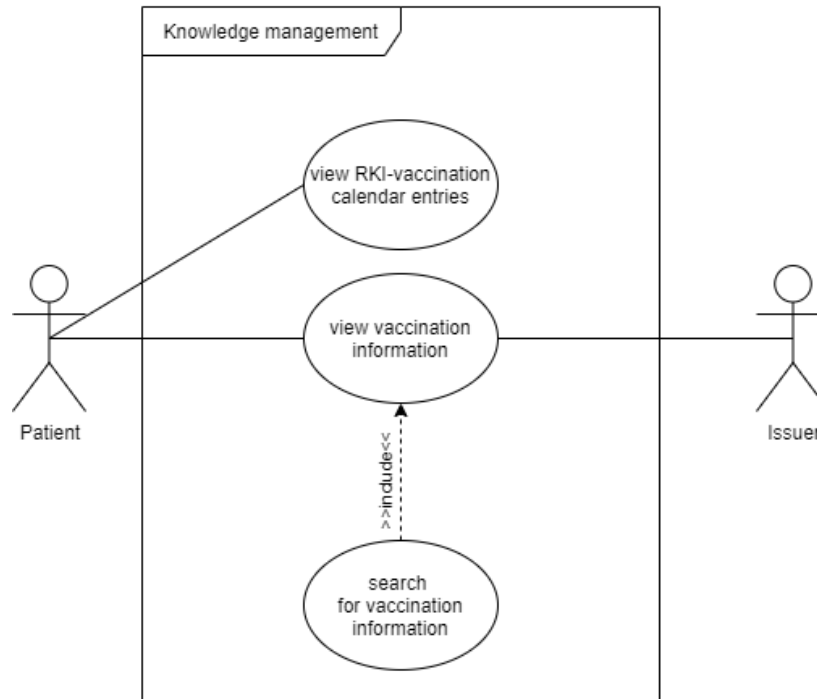 Knowledge management
view RKI-vaccination
calendar entries
view vaccination
information
Patient
Issuer
>>include<<
search
for vaccination
information